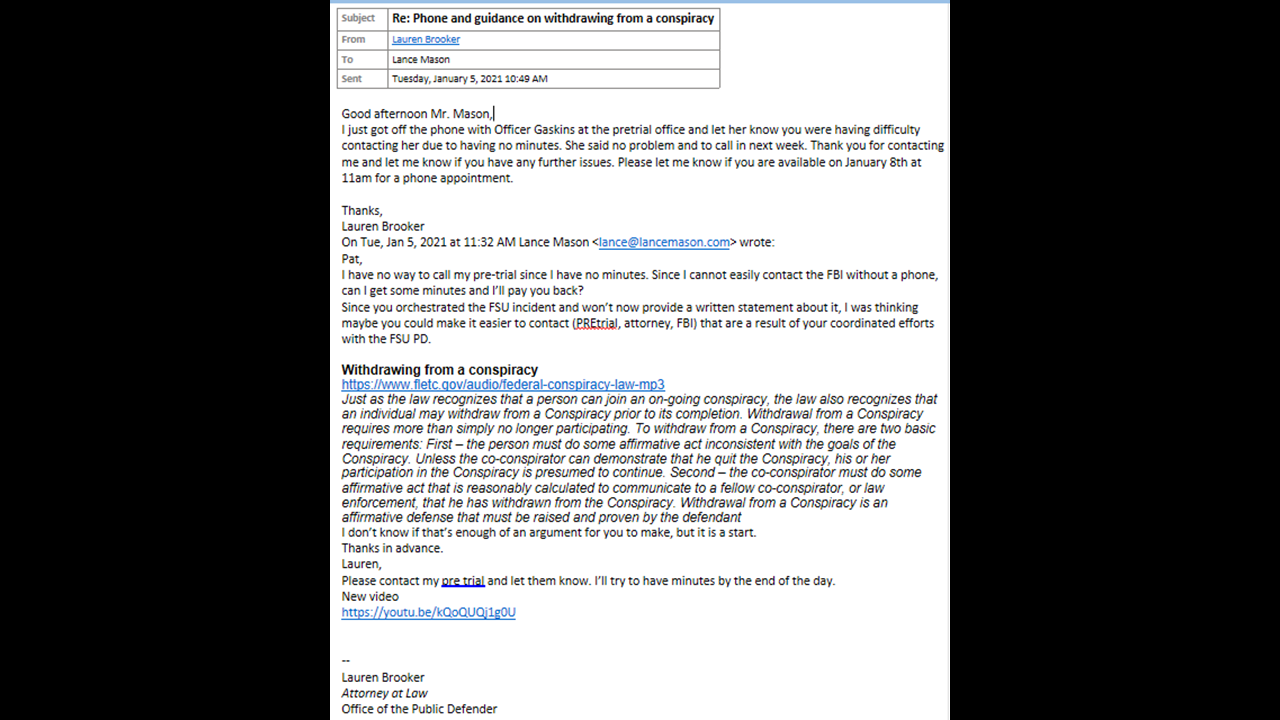 Subject Re: Phone and guidance on withdrawing from a conspiracy
From Lauren Brooker
To Lance Mason
Sent Tuesday, January 5, 2021 10:49 AM
Good afternoon Mr. Mason,
I just got off the phone with Officer Gaskins at the pretrial office and let her know you were having difficulty
contacting her due to having no minutes. She said no problem and to call in next week. Thank you for contacting
me and let me know if you have any further issues. Please let me know if you are available on January 8th at
11am for a phone appointment.
Thanks,
Lauren Brooker
On Tue, Jan 5, 2021 at 11:32 AM Lance Mason <lance@lancemason.com> wrote:
Pat,
I have no way to call my pre-trial since I have no minutes. Since I cannot easily contact the FBI without a phone,
can I get some minutes and I'll pay you back?
Since you orchestrated the FSU incident and won't now provide a written statement about it, I was thinking
maybe you could make it easier to contact (PREtrial, attorney, FBI) that are a result of your coordinated efforts
with the FSU PD.
Withdrawing from a conspiracy
https://www.fletc.gov/audio/federal-conspiracy-law-mp3
Just as the law recognizes that a person can join an on-going conspiracy, the law also recognizes that
an individual may withdraw from a Conspiracy prior to its completion. Withdrawal from a Conspiracy
requires more than simply no longer participating. To withdraw from a Conspiracy, there are two basic
requirements: First – the person must do some affirmative act inconsistent with the goals of the
Conspiracy. Unless the co-conspirator can demonstrate that he quit the Conspiracy, his or her
participation in the Conspiracy is presumed to continue. Second – the co-conspirator must do some
affirmative act that is reasonably calculated to communicate to a fellow co-conspirator, or law
enforcement, that he has withdrawn from the Conspiracy. Withdrawal from a Conspiracy is an
affirmative defense that must be raised and proven by the defendant
I don't know if that's enough of an argument for you to make, but it is a start.
Thanks in advance.
Lauren,
Please contact my pre trial and let them know. I'll try to have minutes by the end of the day.
New video
https://youtu.be/kQoQUQj1g0U
--
Lauren Brooker
Attorney at Law
Office of the Public Defender